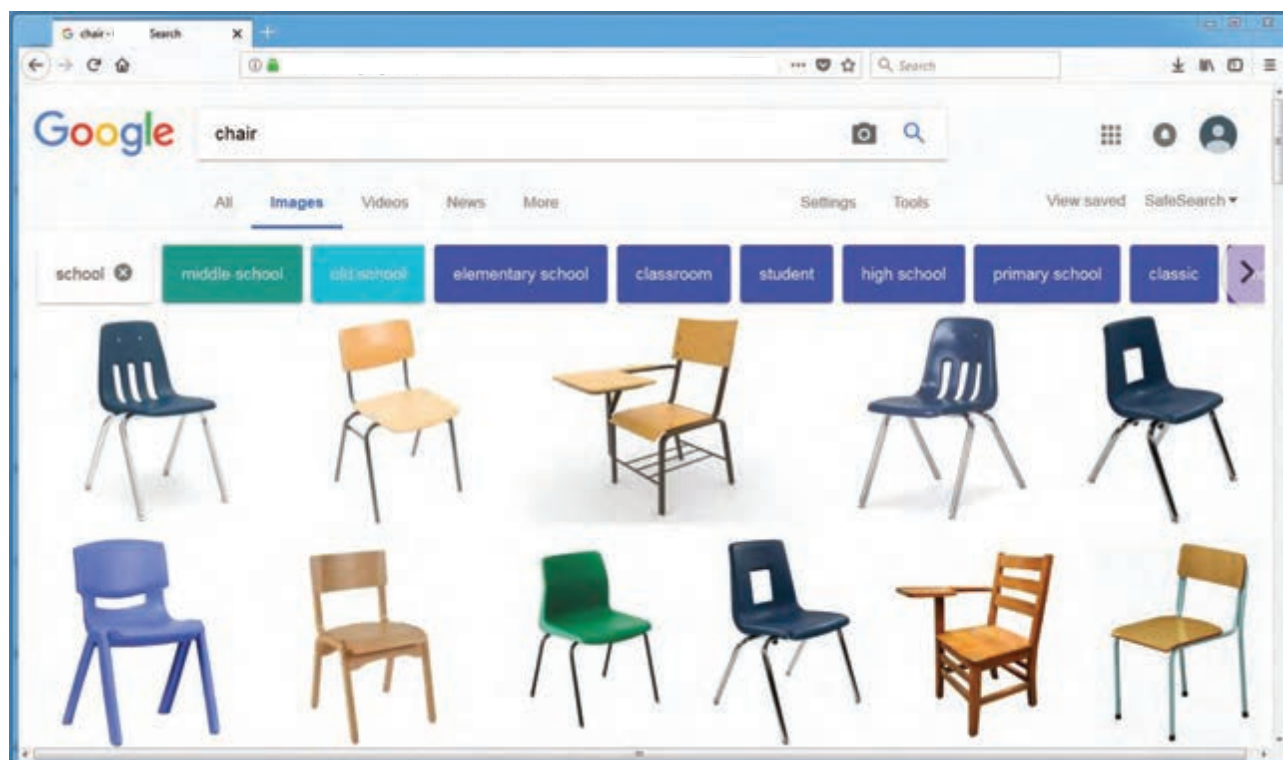 chair - Search
Search
Google
chair
All Images Videos News More Settings Tools View saved SafeSearch
school middle school old school elementary school classroom student high school primary school classic